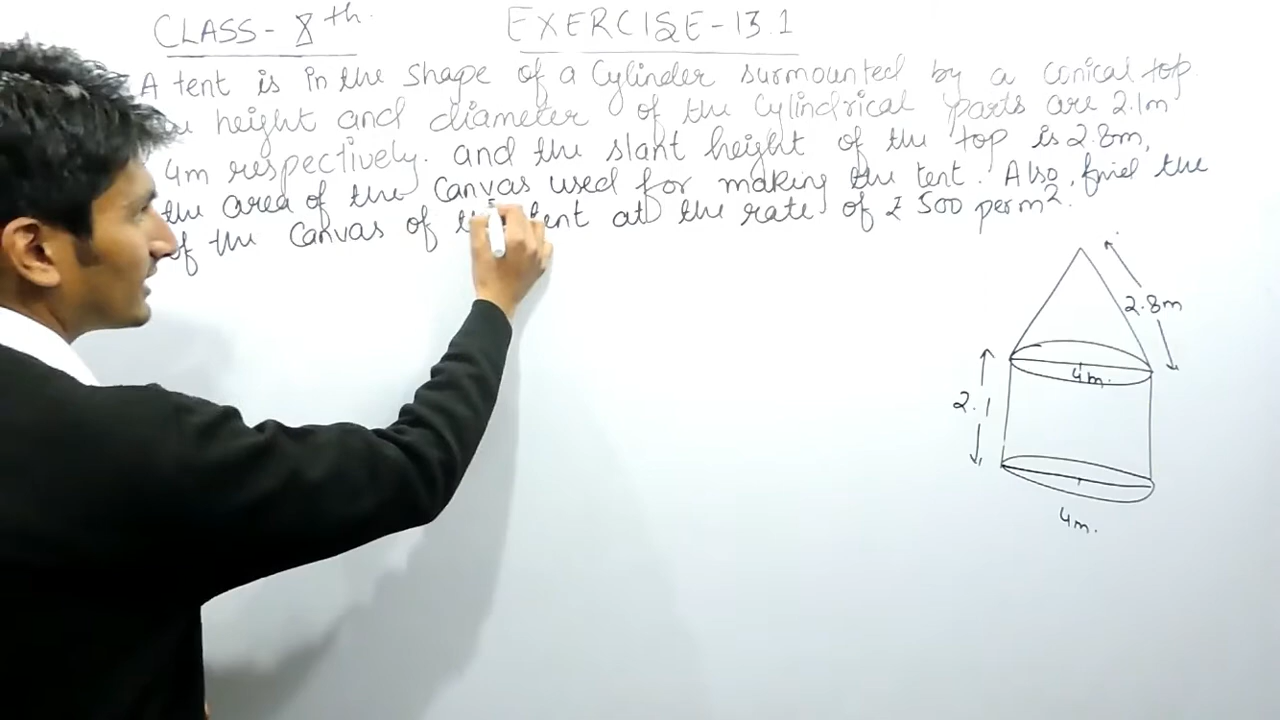 CLASS- Xth.
EXERCISE-13.1
A tent is in the shape of a Cylinder surmounted by a conical top
height and diameter of the Cylindrical parts are 2.1m
4m respectively. and the slant height of the top is 2.8m,
the area of the Canvas used for making the tent. Also, find the
of the Canvas of tent at the rate of ₹ 500 per m².
2.8m
4m.
2.1
4m.